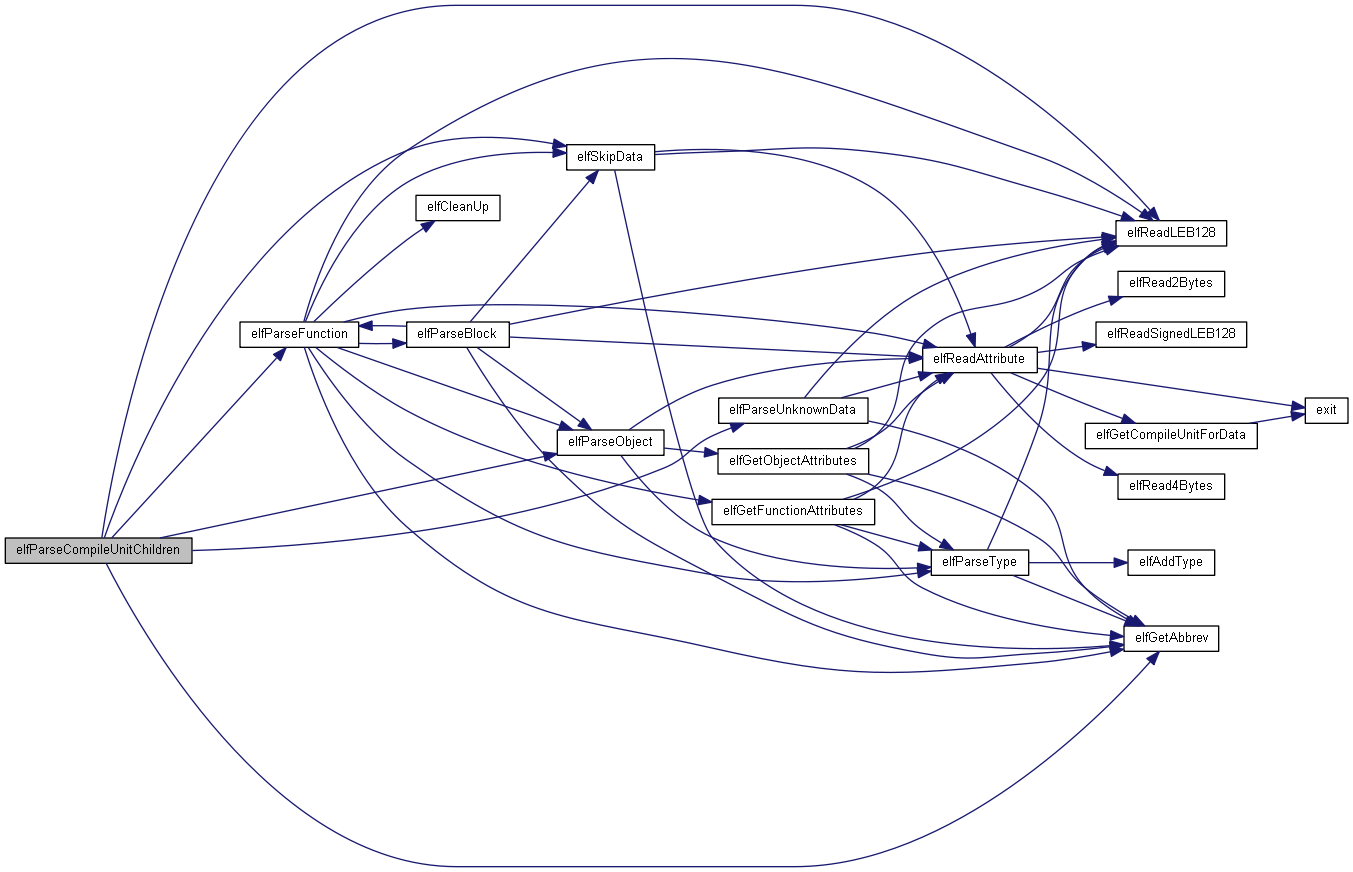 elfSkipData
elfCleanUp
elfReadLEB128
elfRead2Bytes
elfParseFunction
elfParseBlock
elfReadSignedLEB128
elfReadAttribute
elfParseUnknownData
exit
elfParseObject
elfGetCompileUnitForData
elfGetObjectAttributes
elfRead4Bytes
elfGetFunctionAttributes
elfParseCompileUnitChildren
elfParseType
elfAddType
elfGetAbbrev